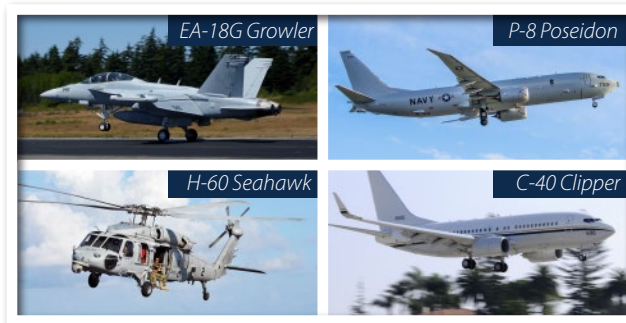 EA-18G Growler
P-8 Poseidon
NAVY
H-60 Seahawk
C-40 Clipper